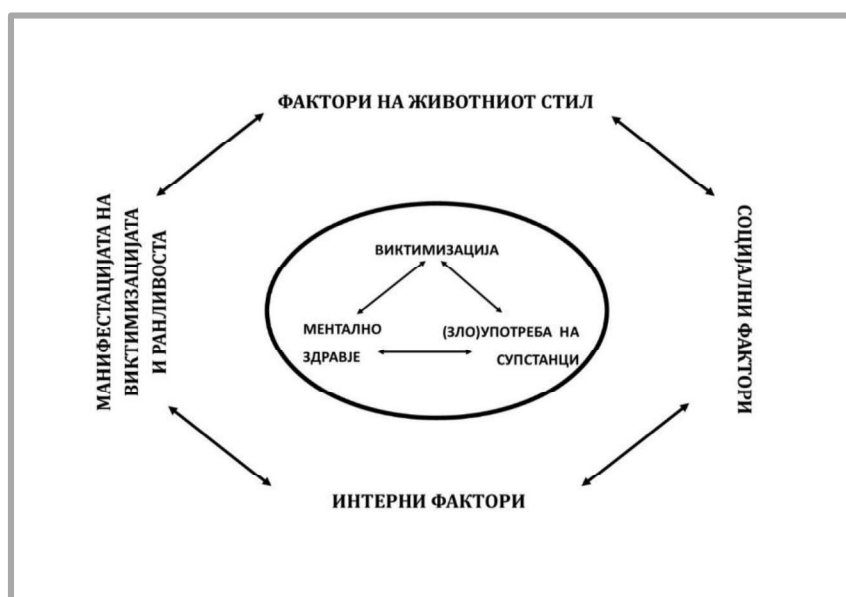 ФАКТОРИ НА ЖИВОТНИОТ СТИЛ
МАНИФЕСТАЦИЈАТА НА
ВИКТИМИЗАЦИЈАТА
И РАНЛИВОСТА
ВИКТИМИЗАЦИЈА
МЕНТАЛНО
ЗДРАВЈЕ
(ЗЛО)УПОТРЕБА НА
СУПСТАНЦИ
СОЦИЈАЛНИ ФАКТОРИ
ИНТЕРНИ ФАКТОРИ